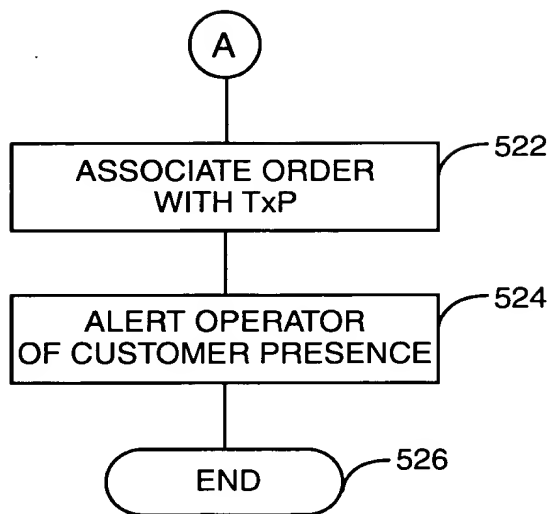 A
ASSOCIATE ORDER
WITH TxP
522
ALERT OPERATOR
OF CUSTOMER PRESENCE
524
END
526